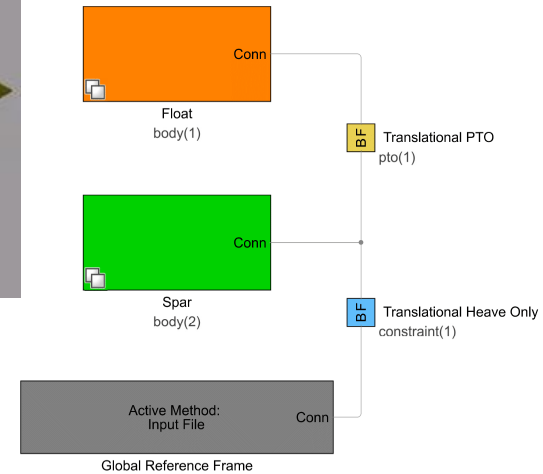 Conn
Float
body(1)
BF
Translational PTO
pto(1)
Conn
Spar
body(2)
BF
Translational Heave Only
constraint(1)
Active Method:
Input File
Conn
Global Reference Frame